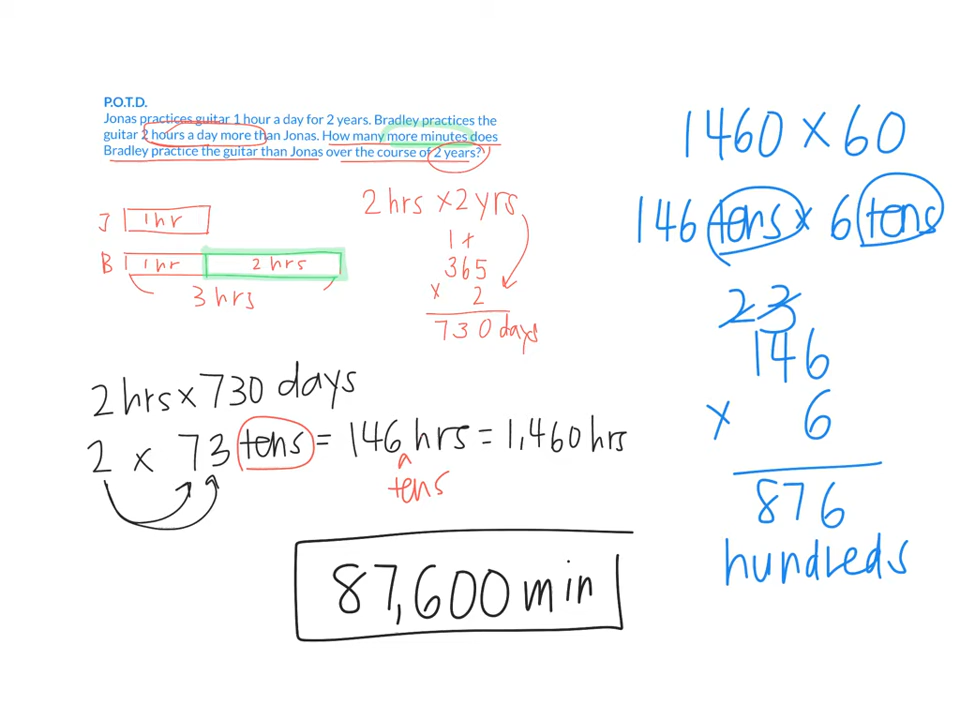 P.O.T.D.
Jonas practices guitar 1 hour a day for 2 years. Bradley practices the
guitar 2 hours a day more than Jonas. How many more minutes does
Bradley practice the guitar than Jonas over the course of 2 years?
J 1hr
B 1hr 2 hrs
3 hrs
2 hrs x 2 yrs
1 +
365
x 2
730 days
2 hrs x 730 days
2 x 73 tens = 146 hrs = 1,460 hrs
^
tens
87,600 min
1460 x 60
146 tens x 6 tens
23
146
x 6
876
hundreds